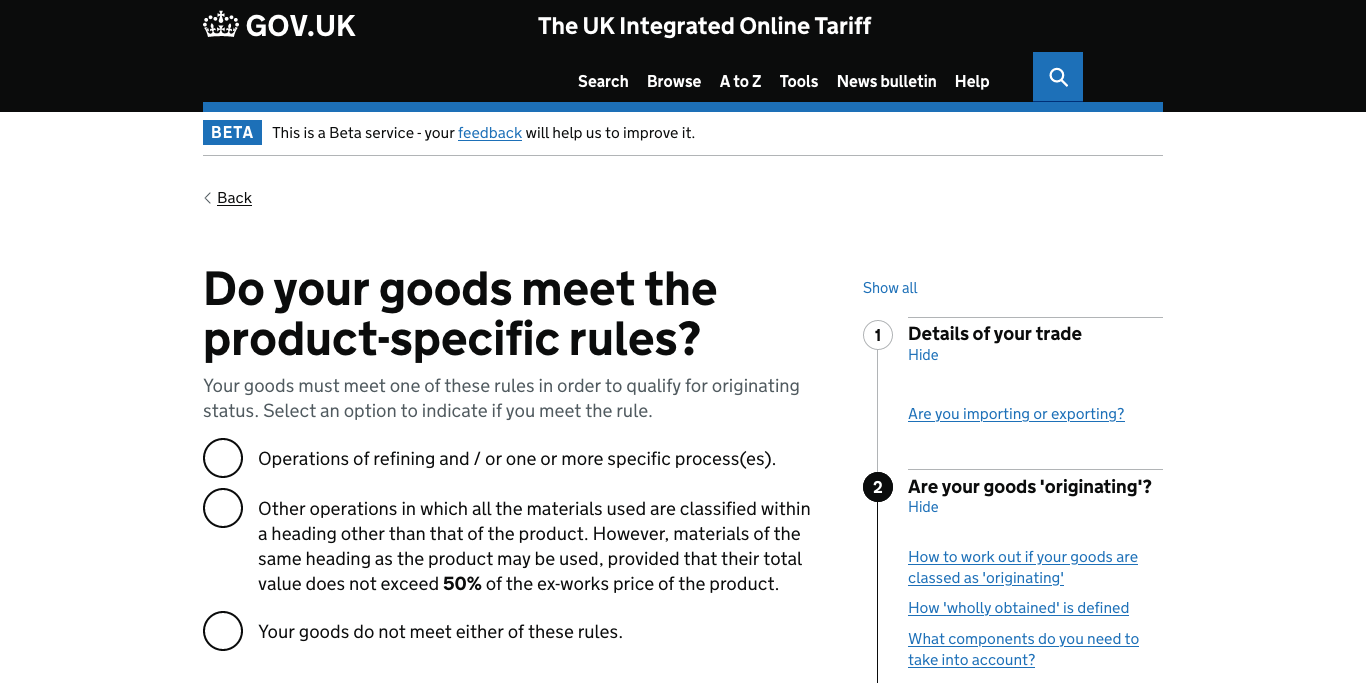 GOV.UK
The UK Integrated Online Tariff
Search Browse A to Z Tools News bulletin Help
BETA This is a Beta service - your feedback will help us to improve it.
Back
Do your goods meet the
product-specific rules?
Your goods must meet one of these rules in order to qualify for originating
status. Select an option to indicate if you meet the rule.
Operations of refining and / or one or more specific process(es).
Other operations in which all the materials used are classified within
a heading other than that of the product. However, materials of the
same heading as the product may be used, provided that their total
value does not exceed 50% of the ex-works price of the product.
Your goods do not meet either of these rules.
Show all
1 Details of your trade
Hide
Are you importing or exporting?
2 Are your goods 'originating'?
Hide
How to work out if your goods are
classed as 'originating'
How 'wholly obtained' is defined
What components do you need to
take into account?